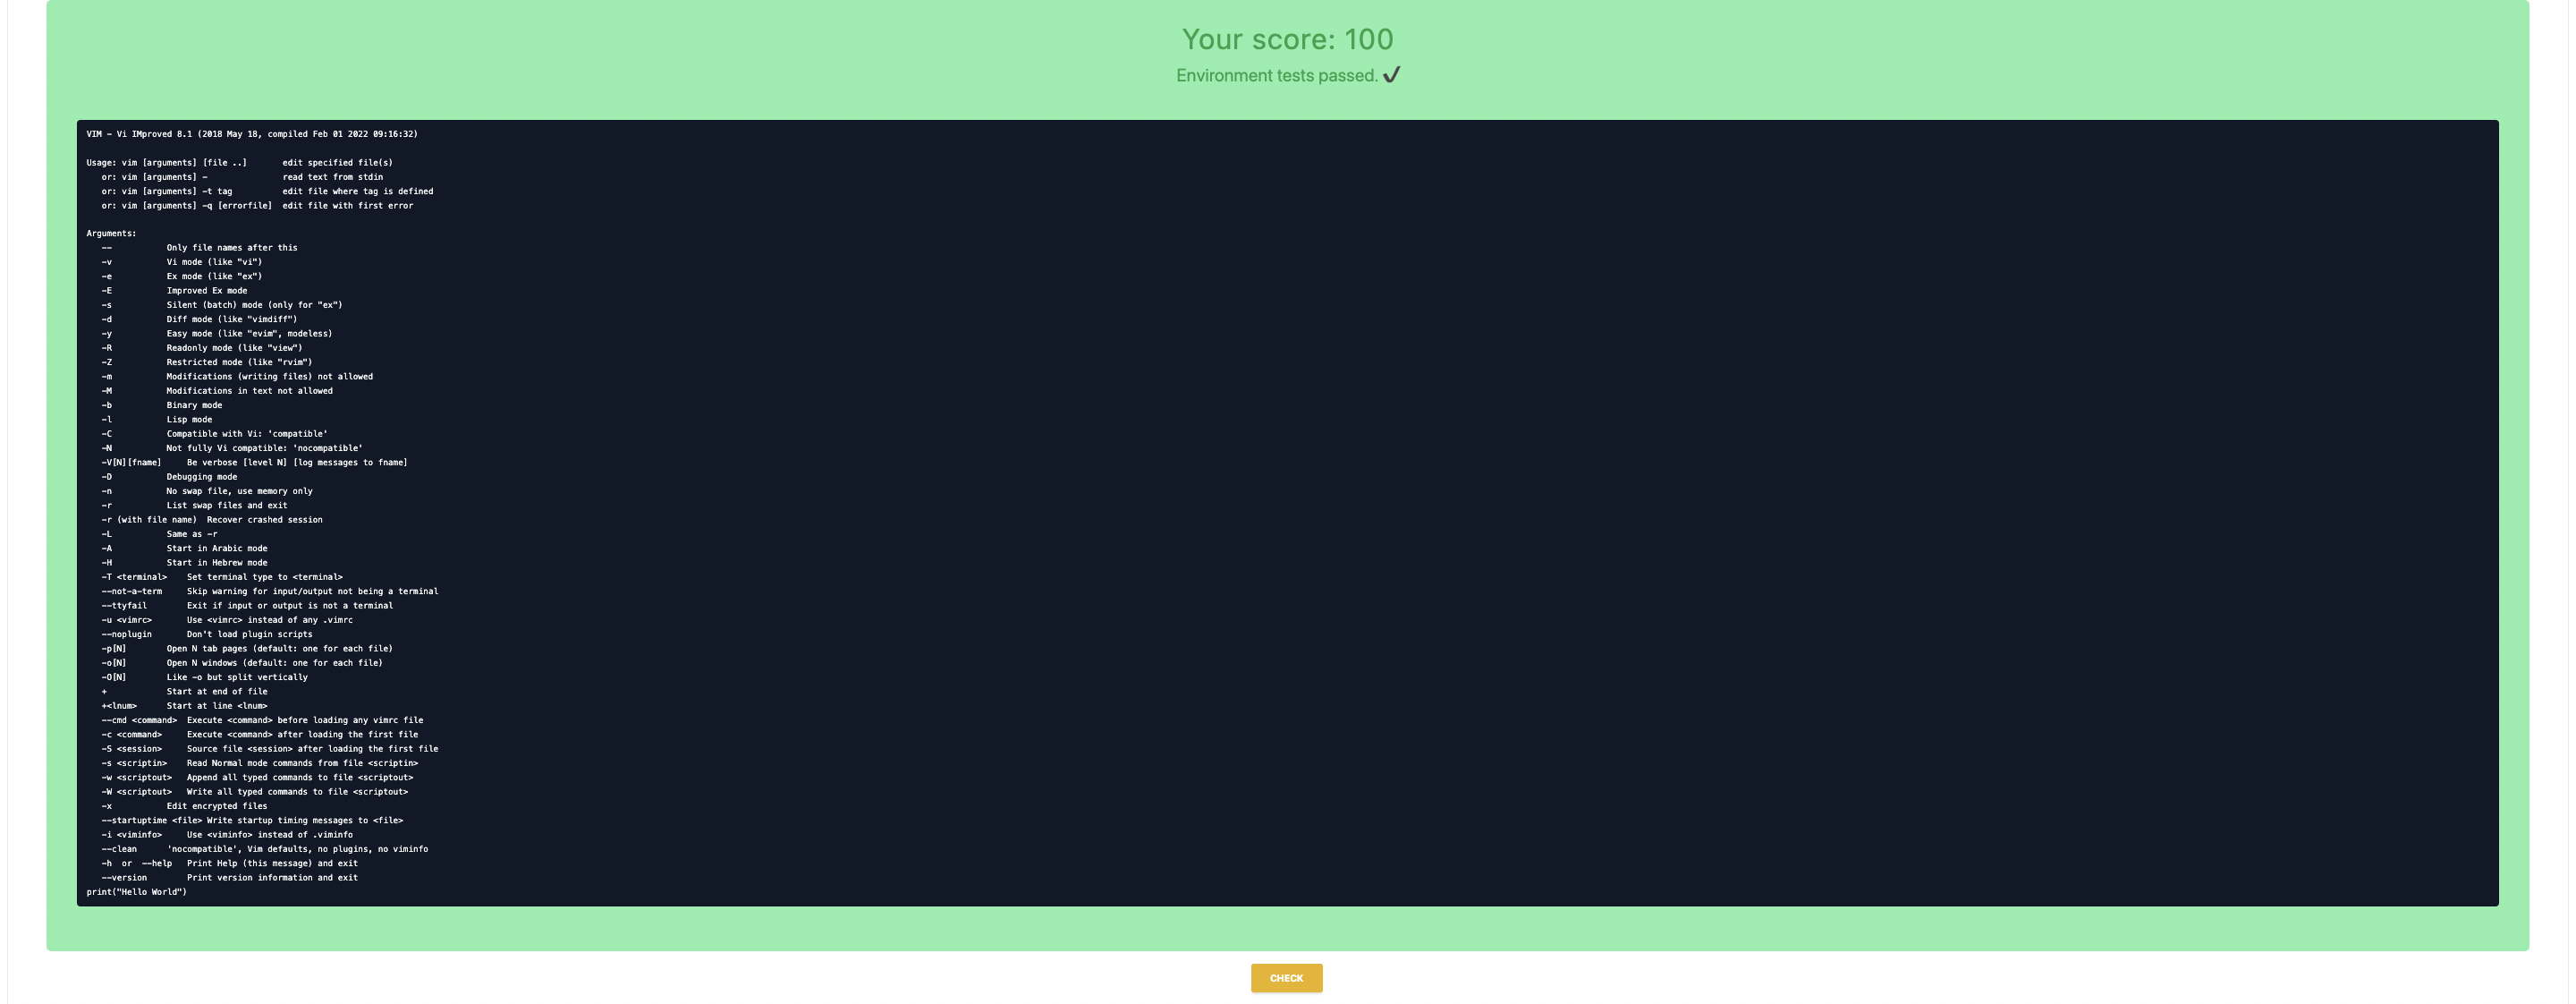 Your score: 100
Environment tests passed. ✔
VIM - Vi IMproved 8.1 (2018 May 18, compiled Feb 01 2022 09:16:32)
Usage: vim [arguments] [file ..]       edit specified file(s)
   or: vim [arguments] -               read text from stdin
   or: vim [arguments] -t tag          edit file where tag is defined
   or: vim [arguments] -q [errorfile]  edit file with first error
Arguments:
   --           Only file names after this
   -v           Vi mode (like "vi")
   -e           Ex mode (like "ex")
   -E           Improved Ex mode
   -s           Silent (batch) mode (only for "ex")
   -d           Diff mode (like "vimdiff")
   -y           Easy mode (like "evim", modeless)
   -R           Readonly mode (like "view")
   -Z           Restricted mode (like "rvim")
   -m           Modifications (writing files) not allowed
   -M           Modifications in text not allowed
   -b           Binary mode
   -l           Lisp mode
   -C           Compatible with Vi: 'compatible'
   -N           Not fully Vi compatible: 'nocompatible'
   -V[N][fname]     Be verbose [level N] [log messages to fname]
   -D           Debugging mode
   -n           No swap file, use memory only
   -r           List swap files and exit
   -r (with file name)  Recover crashed session
   -L           Same as -r
   -A           Start in Arabic mode
   -H           Start in Hebrew mode
   -T <terminal>    Set terminal type to <terminal>
   --not-a-term     Skip warning for input/output not being a terminal
   --ttyfail        Exit if input or output is not a terminal
   -u <vimrc>       Use <vimrc> instead of any .vimrc
   --noplugin       Don't load plugin scripts
   -p[N]        Open N tab pages (default: one for each file)
   -o[N]        Open N windows (default: one for each file)
   -O[N]        Like -o but split vertically
   +            Start at end of file
   +<lnum>      Start at line <lnum>
   --cmd <command>  Execute <command> before loading any vimrc file
   -c <command>     Execute <command> after loading the first file
   -S <session>     Source file <session> after loading the first file
   -s <scriptin>    Read Normal mode commands from file <scriptin>
   -w <scriptout>   Append all typed commands to file <scriptout>
   -W <scriptout>   Write all typed commands to file <scriptout>
   -x           Edit encrypted files
   --startuptime <file> Write startup timing messages to <file>
   -i <viminfo>     Use <viminfo> instead of .viminfo
   --clean      'nocompatible', Vim defaults, no plugins, no viminfo
   -h  or  --help   Print Help (this message) and exit
   --version        Print version information and exit
print("Hello World")
CHECK